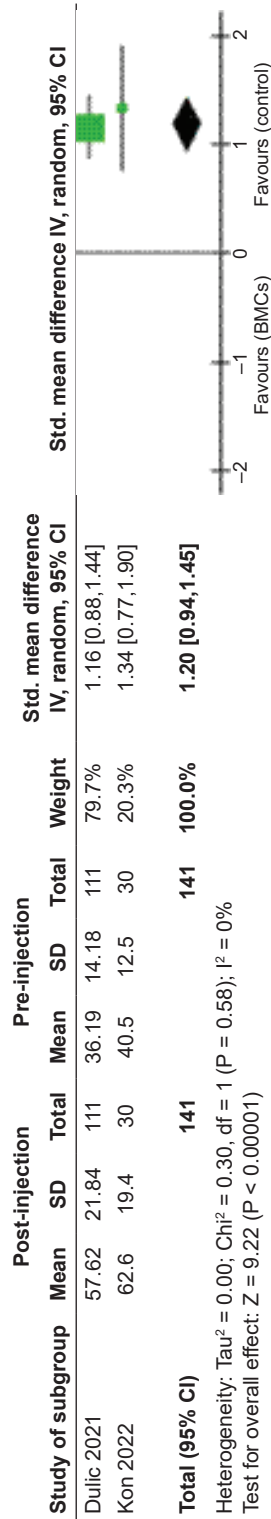 Post-injection Pre-injection Std. mean difference
Study of subgroup Mean SD Total Mean SD Total Weight IV, random, 95% CI Std. mean difference IV, random, 95% CI
Dulic 2021 57.62 21.84 111 36.19 14.18 111 79.7% 1.16 [0.88,1.44]
Kon 2022 62.6 19.4 30 40.5 12.5 30 20.3% 1.34 [0.77,1.90]
Total (95% CI) 141 141 100.0% 1.20 [0.94,1.45]
Heterogeneity: Tau² = 0.00; Chi² = 0.30, df = 1 (P = 0.58); I² = 0%
Test for overall effect: Z = 9.22 (P < 0.00001)
−2 −1 0 1 2
Favours (BMCs) Favours (control)